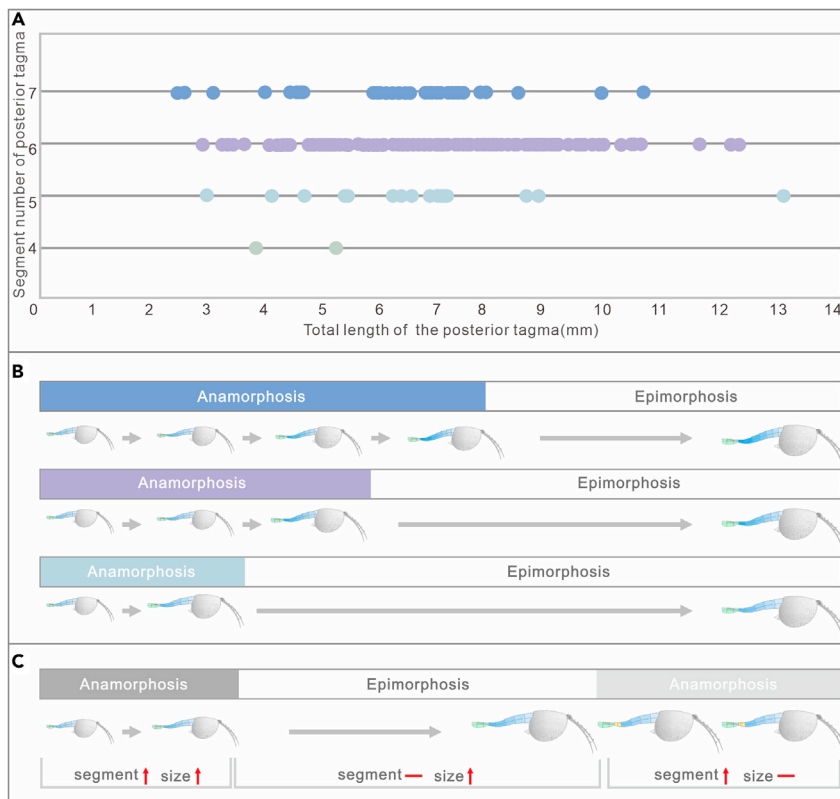 A
Segment number of posterior tagma
7
6
5
4
0 1 2 3 4 5 6 7 8 9 10 11 12 13 14
Total length of the posterior tagma(mm)
B
Anamorphosis Epimorphosis
Anamorphosis Epimorphosis
Anamorphosis Epimorphosis
C
Anamorphosis Epimorphosis Anamorphosis
segment size segment size segment size